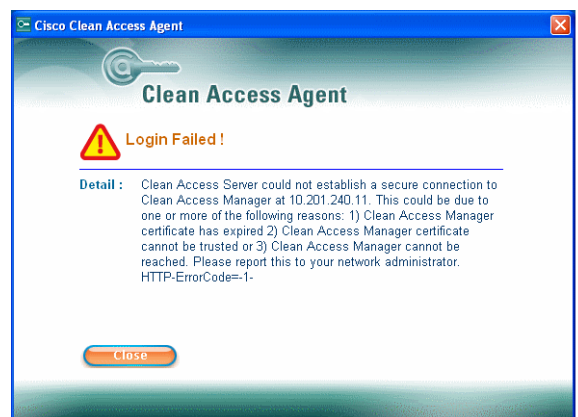 Cisco Clean Access Agent
Clean Access Agent
Login Failed !
Detail : Clean Access Server could not establish a secure connection to
Clean Access Manager at 10.201.240.11. This could be due to
one or more of the following reasons: 1) Clean Access Manager
certificate has expired 2) Clean Access Manager certificate
cannot be trusted or 3) Clean Access Manager cannot be
reached. Please report this to your network administrator.
HTTP-ErrorCode=-1-
Close